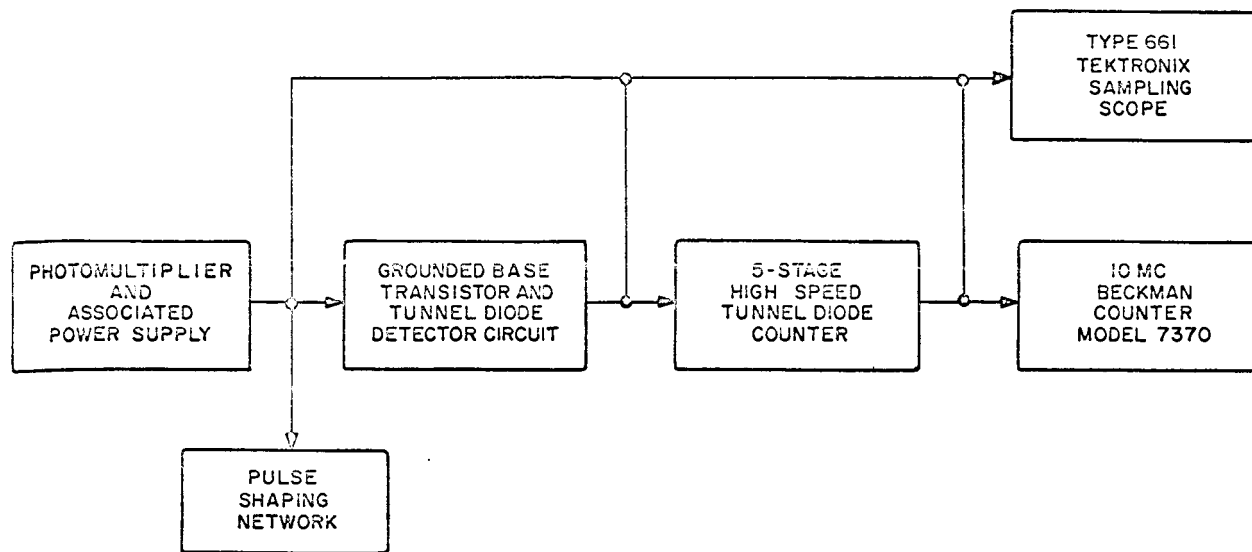 TYPE 661
TEKTRONIX
SAMPLING
SCOPE
PHOTOMULTIPLIER
AND
ASSOCIATED
POWER SUPPLY
GROUNDED BASE
TRANSISTOR AND
TUNNEL DIODE
DETECTOR CIRCUIT
5-STAGE
HIGH SPEED
TUNNEL DIODE
COUNTER
10 MC
BECKMAN
COUNTER
MODEL 7370
PULSE
SHAPING
NETWORK